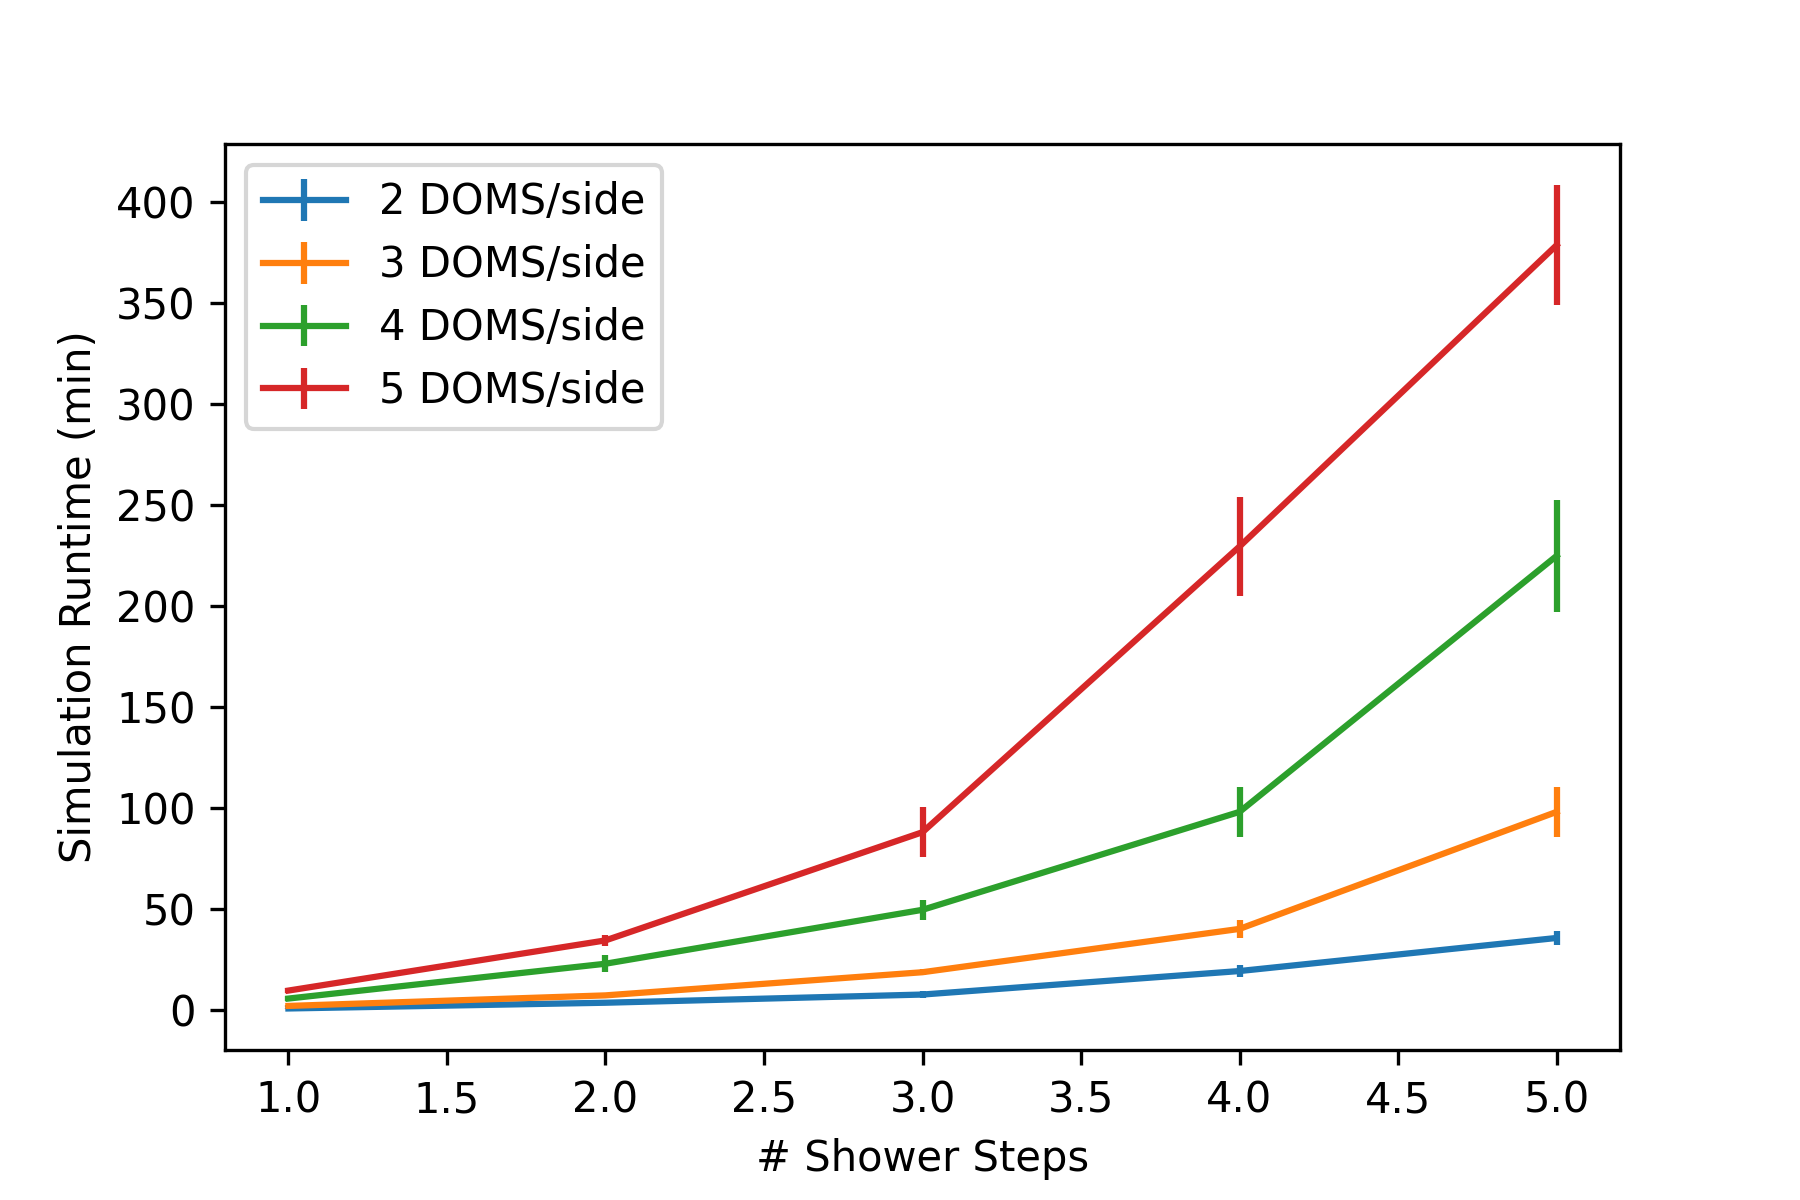 2 DOMS/side
3 DOMS/side
4 DOMS/side
5 DOMS/side
Simulation Runtime (min)
400
350
300
250
200
150
100
50
0
1.0 1.5 2.0 2.5 3.0 3.5 4.0 4.5 5.0
# Shower Steps